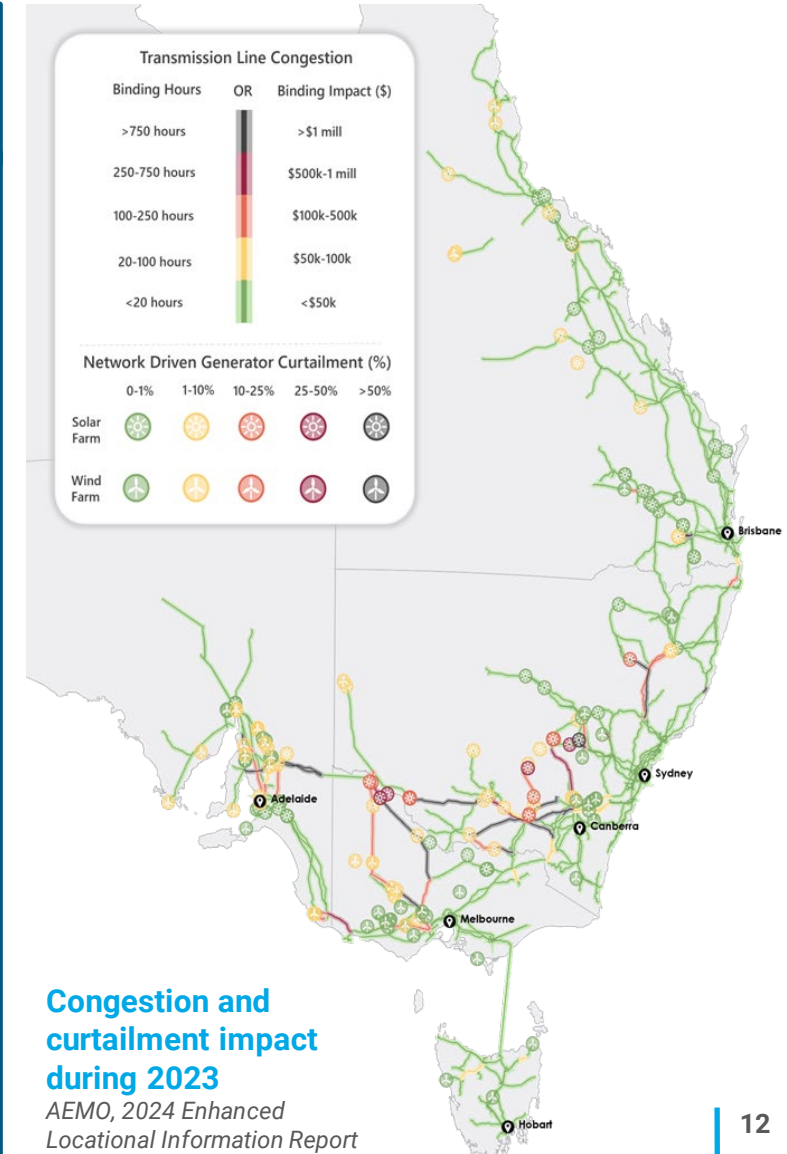 Transmission Line Congestion
Binding Hours OR Binding Impact ($)
>750 hours >$1 mill
250-750 hours $500k-1 mill
100-250 hours $100k-500k
20-100 hours $50k-100k
<20 hours <$50k
Network Driven Generator Curtailment (%)
0-1% 1-10% 10-25% 25-50% >50%
Solar
Farm
Wind
Farm
Brisbane
Sydney
Adelaide
Canberra
Melbourne
Hobart
Congestion and
curtailment impact
during 2023
AEMO, 2024 Enhanced
Locational Information Report
12